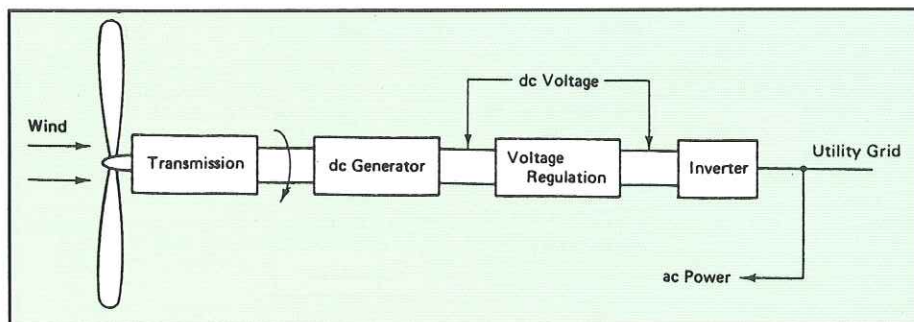 dc Voltage
Wind
Transmission
dc Generator
Voltage
Regulation
Inverter
Utility Grid
ac Power